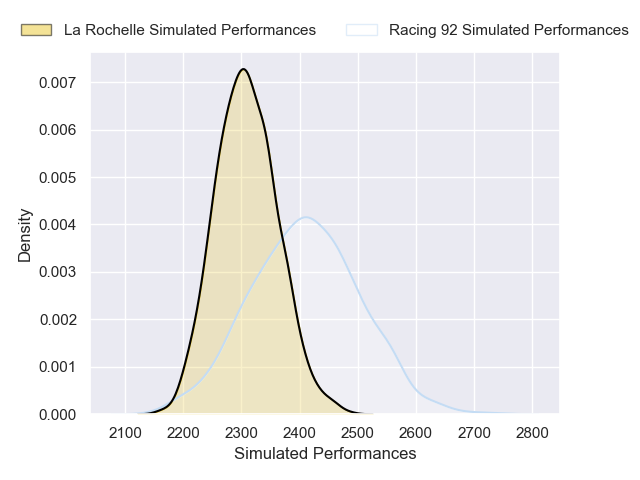 La Rochelle Simulated Performances
Racing 92 Simulated Performances
0.007
0.006
0.005
0.004
0.003
0.002
0.001
0.000
Density
2100 2200 2300 2400 2500 2600 2700 2800
Simulated Performances